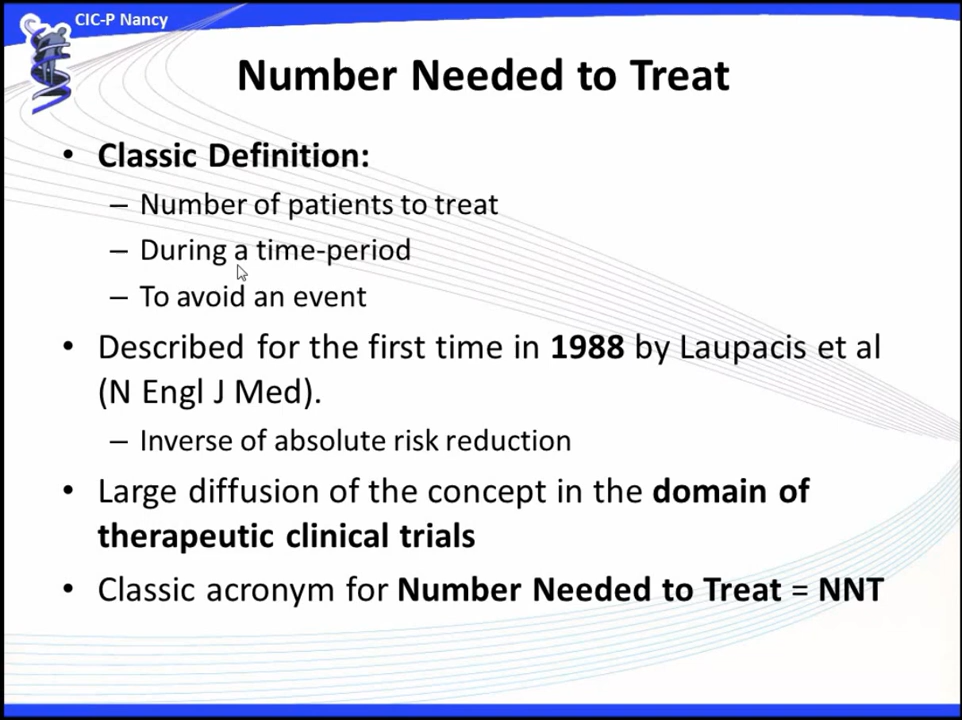 CIC-P Nancy
Number Needed to Treat
• Classic Definition:
– Number of patients to treat
– During a time-period
– To avoid an event
• Described for the first time in 1988 by Laupacis et al
(N Engl J Med).
– Inverse of absolute risk reduction
• Large diffusion of the concept in the domain of
therapeutic clinical trials
• Classic acronym for Number Needed to Treat = NNT